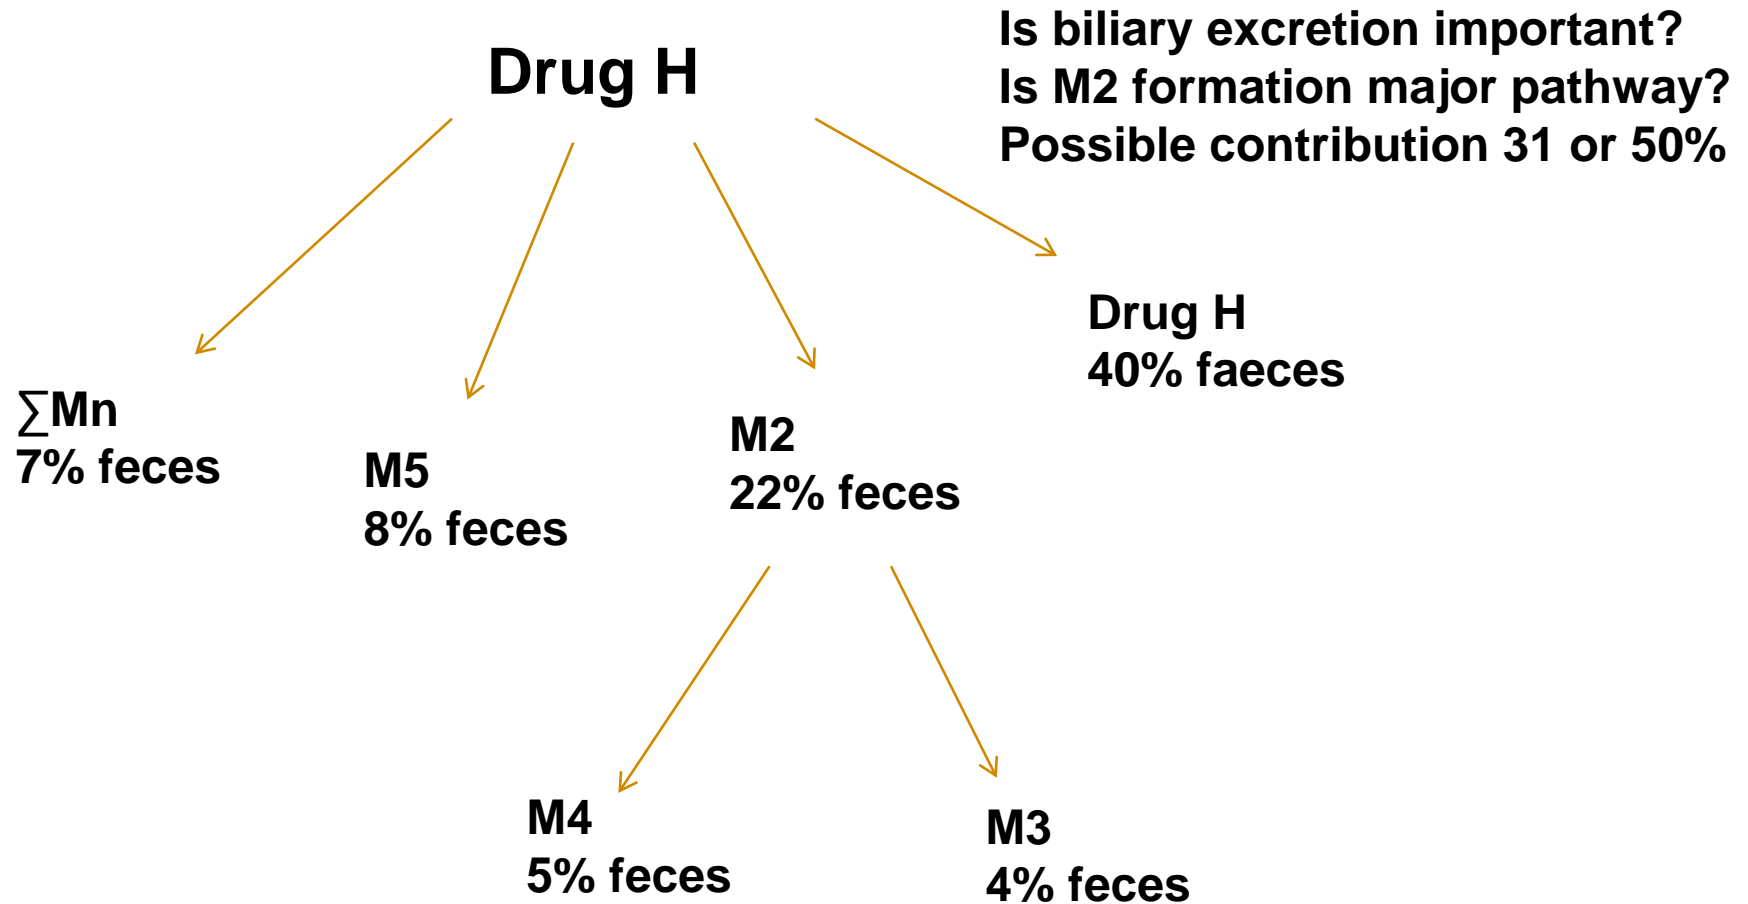 Drug H
Is biliary excretion important?
Is M2 formation major pathway?
Possible contribution 31 or 50%
Drug H
40% faeces
∑Mn
7% feces
M5
8% feces
M2
22% feces
M4
5% feces
M3
4% feces